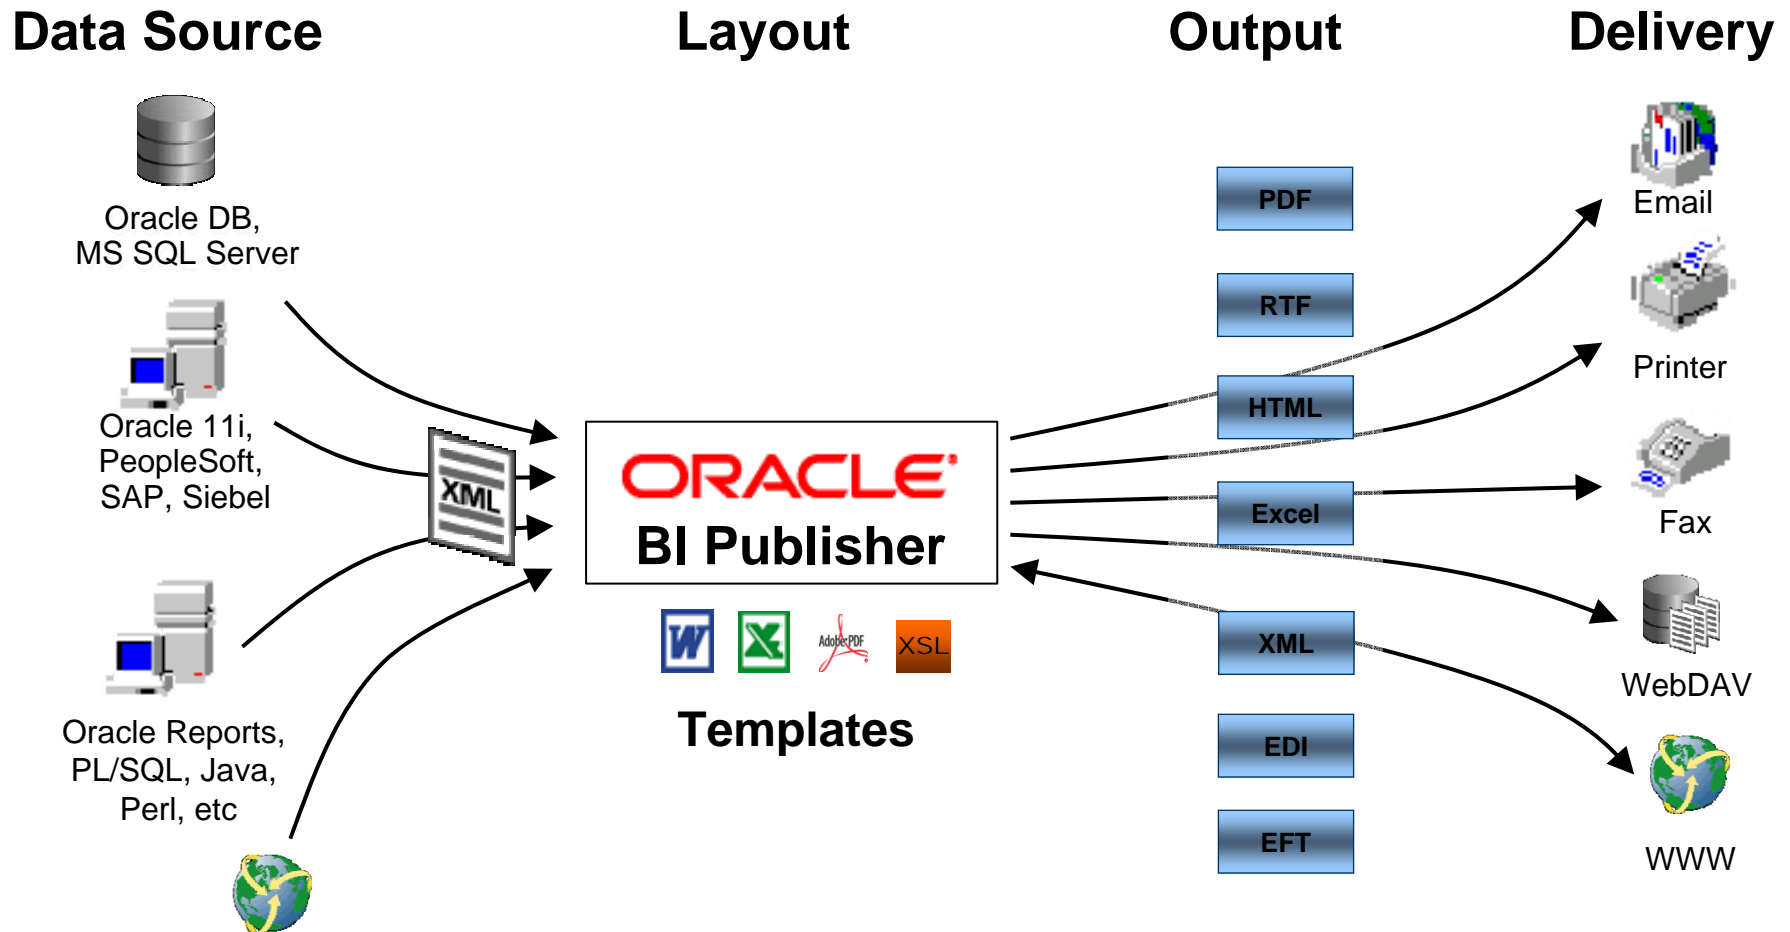 Data Source
Layout
Output
Delivery
Oracle DB,
MS SQL Server
Oracle 11i,
PeopleSoft,
SAP, Siebel
Oracle Reports,
PL/SQL, Java,
Perl, etc
XML
ORACLE
BI Publisher
W
X
Adobe PDF
XSL
Templates
PDF
RTF
HTML
Excel
XML
EDI
EFT
Email
Printer
Fax
WebDAV
WWW